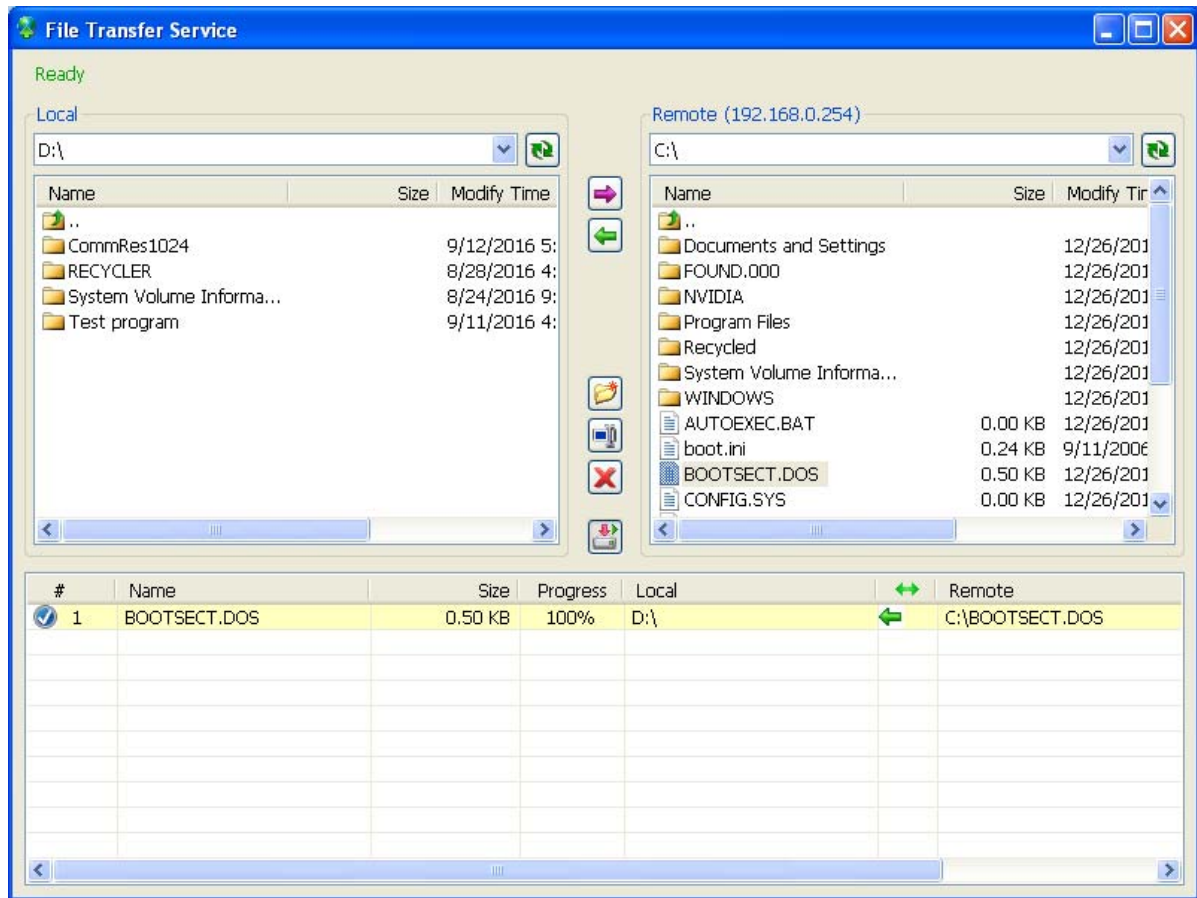 File Transfer Service
Ready
Local
D:\
Name Size Modify Time
..
CommRes1024 9/12/2016 5:
RECYCLER 8/28/2016 4:
System Volume Informa... 8/24/2016 9:
Test program 9/11/2016 4:
Remote (192.168.0.254)
C:\
Name Size Modify Tir
..
Documents and Settings 12/26/201
FOUND.000 12/26/201
NVIDIA 12/26/201
Program Files 12/26/201
Recycled 12/26/201
System Volume Informa... 12/26/201
WINDOWS 12/26/201
AUTOEXEC.BAT 0.00 KB 12/26/201
boot.ini 0.24 KB 9/11/2006
BOOTSECT.DOS 0.50 KB 12/26/201
CONFIG.SYS 0.00 KB 12/26/201
# Name Size Progress Local Remote
1 BOOTSECT.DOS 0.50 KB 100% D:\ C:\BOOTSECT.DOS